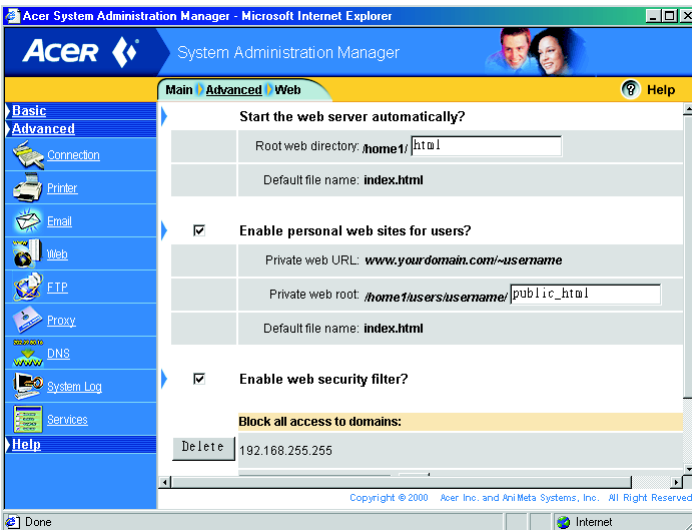 Acer System Administration Manager - Microsoft Internet Explorer
Acer System Administration Manager
Main Advanced Web Help
Basic
Advanced
Connection
Printer
Email
Web
FTP
Proxy
DNS
System Log
Services
Help
Start the web server automatically?
Root web directory: /home1/ html
Default file name: index.html
Enable personal web sites for users?
Private web URL: www.yourdomain.com/~username
Private web root: /home1/users/username/ public_html
Default file name: index.html
Enable web security filter?
Block all access to domains:
Delete 192.168.255.255
Copyright © 2000 Acer Inc. and AniMeta Systems, Inc. All Right Reserved
Done Internet